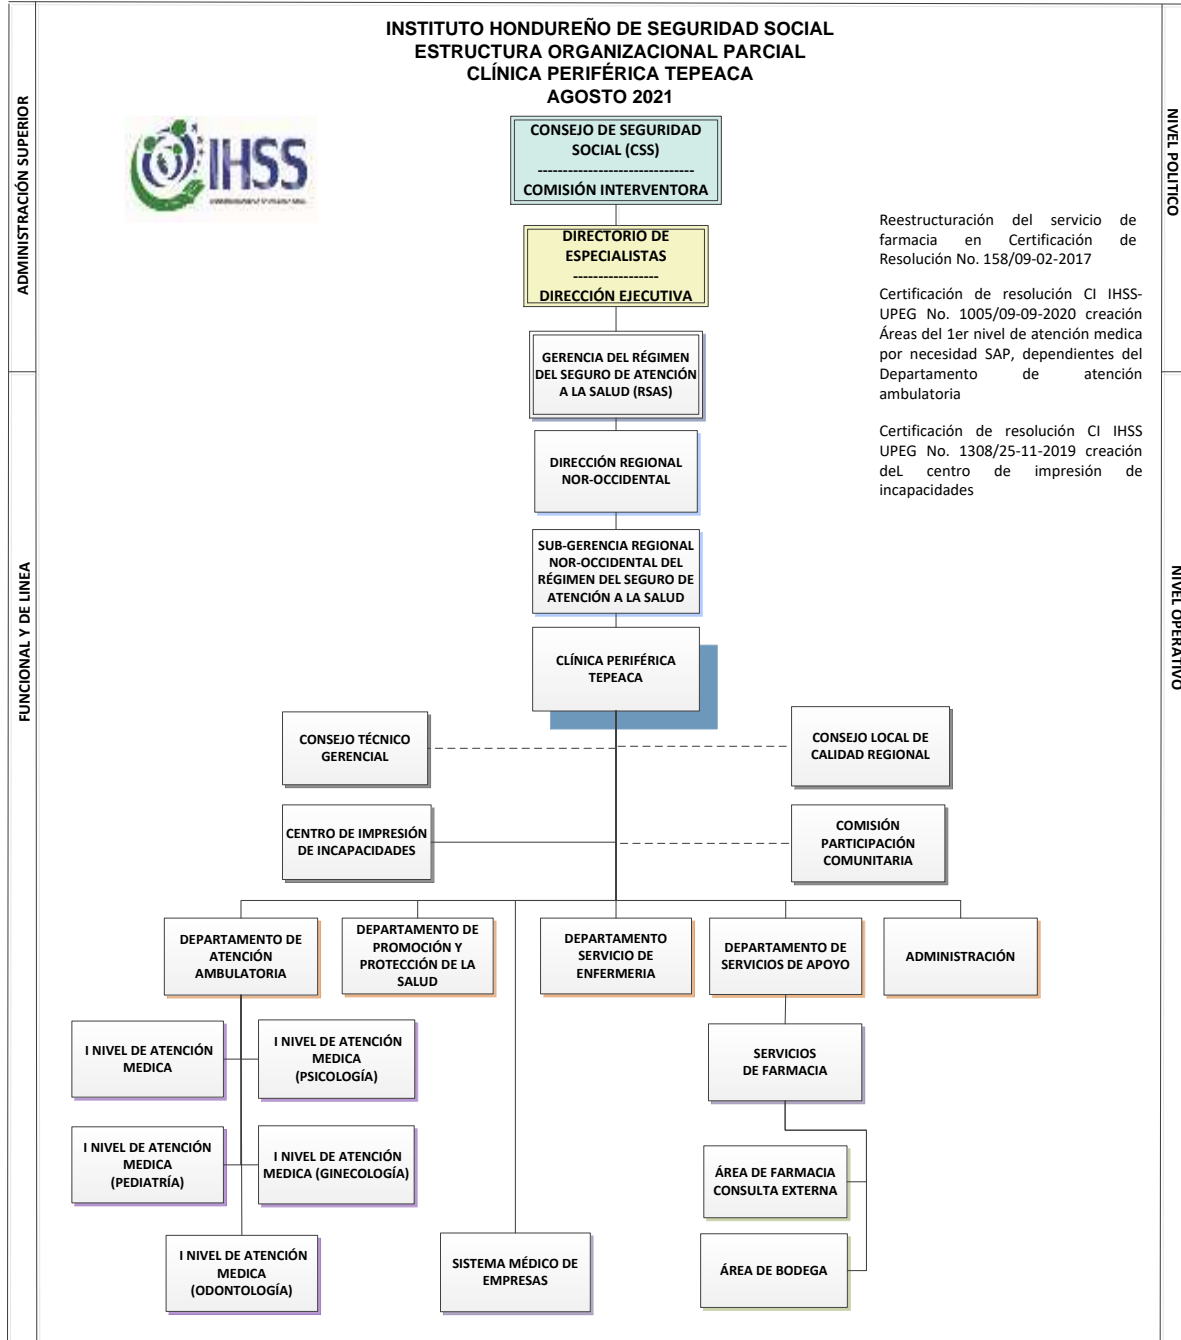 INSTITUTO HONDUREÑO DE SEGURIDAD SOCIAL
ESTRUCTURA ORGANIZACIONAL PARCIAL
CLÍNICA PERIFÉRICA TEPEACA
AGOSTO 2021
ADMINISTRACIÓN SUPERIOR
NIVEL POLITICO
IHSS
CONSEJO DE SEGURIDAD
SOCIAL (CSS)
-------------------------------
COMISIÓN INTERVENTORA
DIRECTORIO DE
ESPECIALISTAS
-----------------
DIRECCIÓN EJECUTIVA
Reestructuración del servicio de
farmacia en Certificación de
Resolución No. 158/09-02-2017
Certificación de resolución CI IHSS-
UPEG No. 1005/09-09-2020 creación
Áreas del 1er nivel de atención medica
por necesidad SAP, dependientes del
Departamento de atención
ambulatoria
Certificación de resolución CI IHSS
UPEG No. 1308/25-11-2019 creación
deL centro de impresión de
incapacidades
GERENCIA DEL RÉGIMEN
DEL SEGURO DE ATENCIÓN
A LA SALUD (RSAS)
DIRECCIÓN REGIONAL
NOR-OCCIDENTAL
SUB-GERENCIA REGIONAL
NOR-OCCIDENTAL DEL
RÉGIMEN DEL SEGURO DE
ATENCIÓN A LA SALUD
FUNCIONAL Y DE LINEA
NIVEL OPERATIVO
CLÍNICA PERIFÉRICA
TEPEACA
CONSEJO TÉCNICO
GERENCIAL
CONSEJO LOCAL DE
CALIDAD REGIONAL
CENTRO DE IMPRESIÓN
DE INCAPACIDADES
COMISIÓN
PARTICIPACIÓN
COMUNITARIA
DEPARTAMENTO DE
ATENCIÓN
AMBULATORIA
DEPARTAMENTO DE
PROMOCIÓN Y
PROTECCIÓN DE LA
SALUD
DEPARTAMENTO
SERVICIO DE
ENFERMERIA
DEPARTAMENTO DE
SERVICIOS DE APOYO
ADMINISTRACIÓN
I NIVEL DE ATENCIÓN
MEDICA
I NIVEL DE ATENCIÓN
MEDICA
(PSICOLOGÍA)
SERVICIOS
DE FARMACIA
I NIVEL DE ATENCIÓN
MEDICA
(PEDIATRÍA)
I NIVEL DE ATENCIÓN
MEDICA (GINECOLOGÍA)
ÁREA DE FARMACIA
CONSULTA EXTERNA
I NIVEL DE ATENCIÓN
MEDICA
(ODONTOLOGÍA)
SISTEMA MÉDICO DE
EMPRESAS
ÁREA DE BODEGA